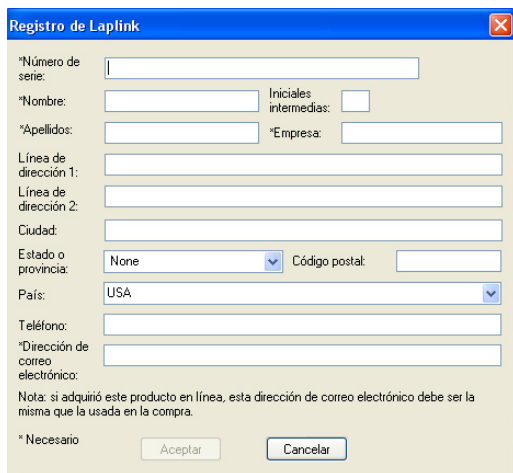 Registro de Laplink
*Número de
serie:
*Nombre:
Iniciales
intermedias:
*Apellidos:
*Empresa:
Línea de
dirección 1:
Línea de
dirección 2:
Ciudad:
Estado o
provincia:
None
Código postal:
País:
USA
Teléfono:
*Dirección de
correo
electrónico:
Nota: si adquirió este producto en línea, esta dirección de correo electrónico debe ser la
misma que la usada en la compra.
* Necesario
Aceptar
Cancelar